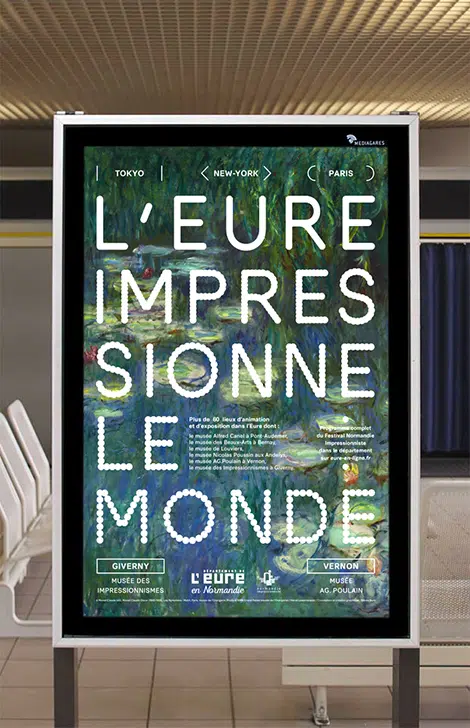 MEDIAGARES
TOKYO NEW-YORK PARIS
L'EURE
IMPRES
SIONNE
LE
MONDE
Plus de 60 lieux d'animation
et d'exposition dans l'Eure dont :
le musée Alfred Canel à Pont-Audemer,
le musée des Beaux-Arts à Bernay,
le musée de Louviers,
le musée Nicolas Poussin aux Andelys,
le musée AG.Poulain à Vernon,
le musée des Impressionnismes à Giverny
Programme complet
du Festival Normandie
Impressionniste
dans le département
sur eure-en-ligne.fr
GIVERNY
MUSÉE DES
IMPRESSIONNISMES
DÉPARTEMENT DE
L'eure
en Normandie
VERNON
MUSÉE
AG. POULAIN